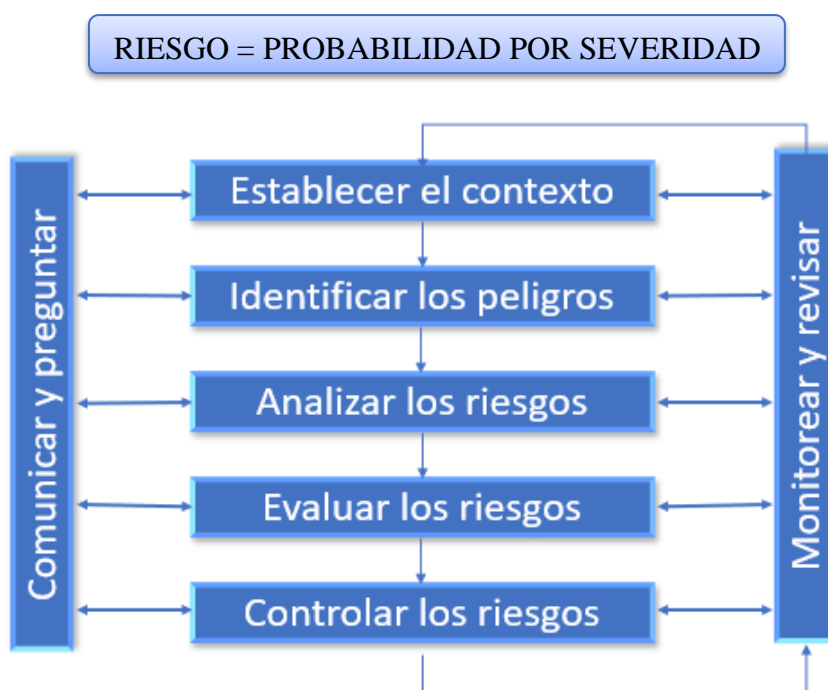 RIESGO = PROBABILIDAD POR SEVERIDAD
Comunicar y preguntar
Establecer el contexto
Identificar los peligros
Analizar los riesgos
Evaluar los riesgos
Controlar los riesgos
Monitorear y revisar